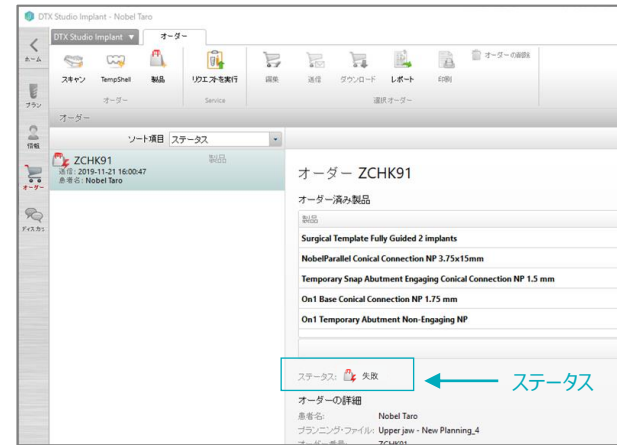 DTX Studio Implant - Nobel Taro
DTX Studio Implant ▼ オーダー
ホーム
スキャン TempShell 製品 リクエストを実行 編集 送信 ダウンロード レポート 印刷 オーダーの削除
オーダー Service 選択オーダー
プラン
オーダー
情報
ソート項目 ステータス
オーダー
ZCHK91 製品
送信: 2019-11-21 16:00:47
患者名: Nobel Taro
オーダー ZCHK91
オーダー済み製品
製品
Surgical Template Fully Guided 2 implants
NobelParallel Conical Connection NP 3.75x15mm
Temporary Snap Abutment Engaging Conical Connection NP 1.5 mm
On1 Base Conical Connection NP 1.75 mm
On1 Temporary Abutment Non-Engaging NP
ステータス: 失敗
ステータス
オーダーの詳細
患者名: Nobel Taro
プランニング・ファイル: Upper jaw - New Planning_4
オーダー番号: ZCHK91